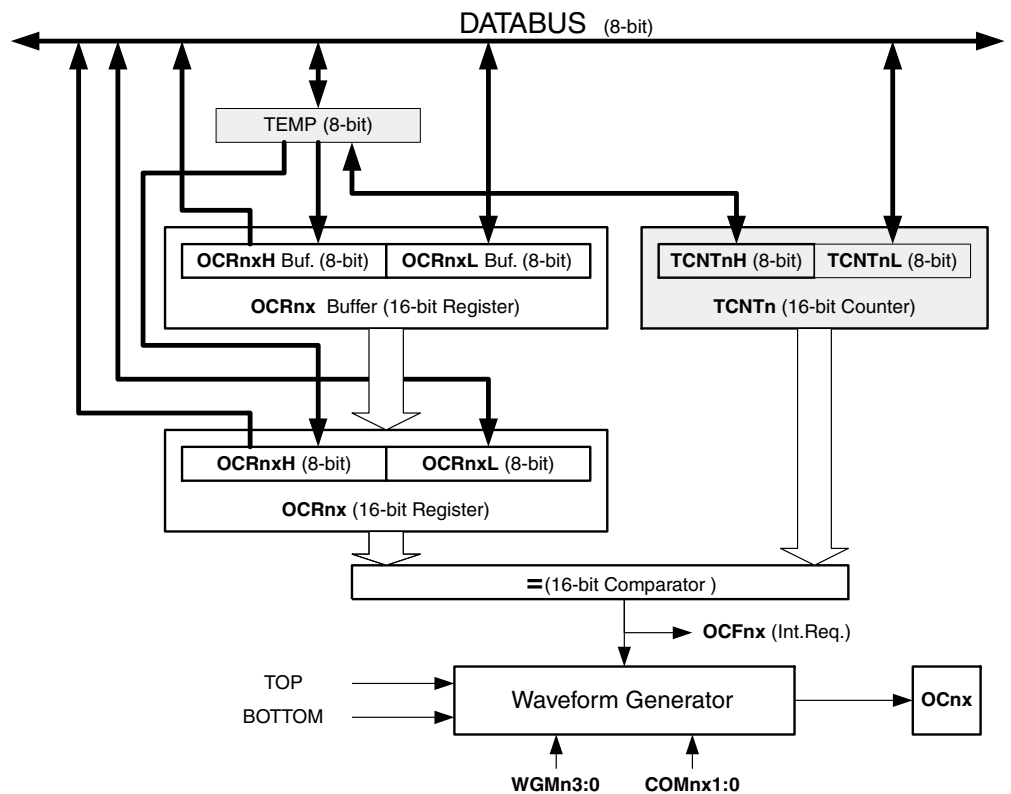 DATABUS (8-bit)
TEMP (8-bit)
OCRnxH Buf. (8-bit) OCRnxL Buf. (8-bit)
OCRnx Buffer (16-bit Register)
TCNTnH (8-bit) TCNTnL (8-bit)
TCNTn (16-bit Counter)
OCRnxH (8-bit) OCRnxL (8-bit)
OCRnx (16-bit Register)
= (16-bit Comparator )
OCFnx (Int.Req.)
TOP
BOTTOM
Waveform Generator
OCnx
WGMn3:0 COMnx1:0